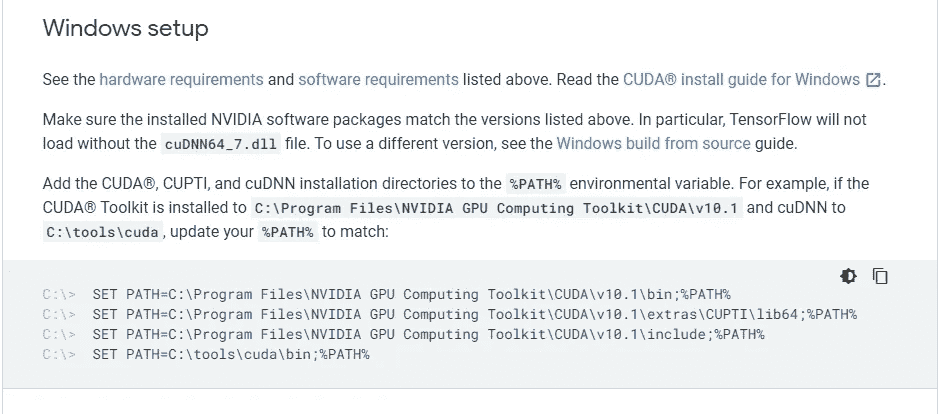 Windows setup
See the hardware requirements and software requirements listed above. Read the CUDA® install guide for Windows.
Make sure the installed NVIDIA software packages match the versions listed above. In particular, TensorFlow will not
load without the cuDNN64_7.dll file. To use a different version, see the Windows build from source guide.
Add the CUDA®, CUPTI, and cuDNN installation directories to the %PATH% environmental variable. For example, if the
CUDA® Toolkit is installed to C:\Program Files\NVIDIA GPU Computing Toolkit\CUDA\v10.1 and cuDNN to
C:\tools\cuda, update your %PATH% to match:
C:\> SET PATH=C:\Program Files\NVIDIA GPU Computing Toolkit\CUDA\v10.1\bin;%PATH%
C:\> SET PATH=C:\Program Files\NVIDIA GPU Computing Toolkit\CUDA\v10.1\extras\CUPTI\lib64;%PATH%
C:\> SET PATH=C:\Program Files\NVIDIA GPU Computing Toolkit\CUDA\v10.1\include;%PATH%
C:\> SET PATH=C:\tools\cuda\bin;%PATH%